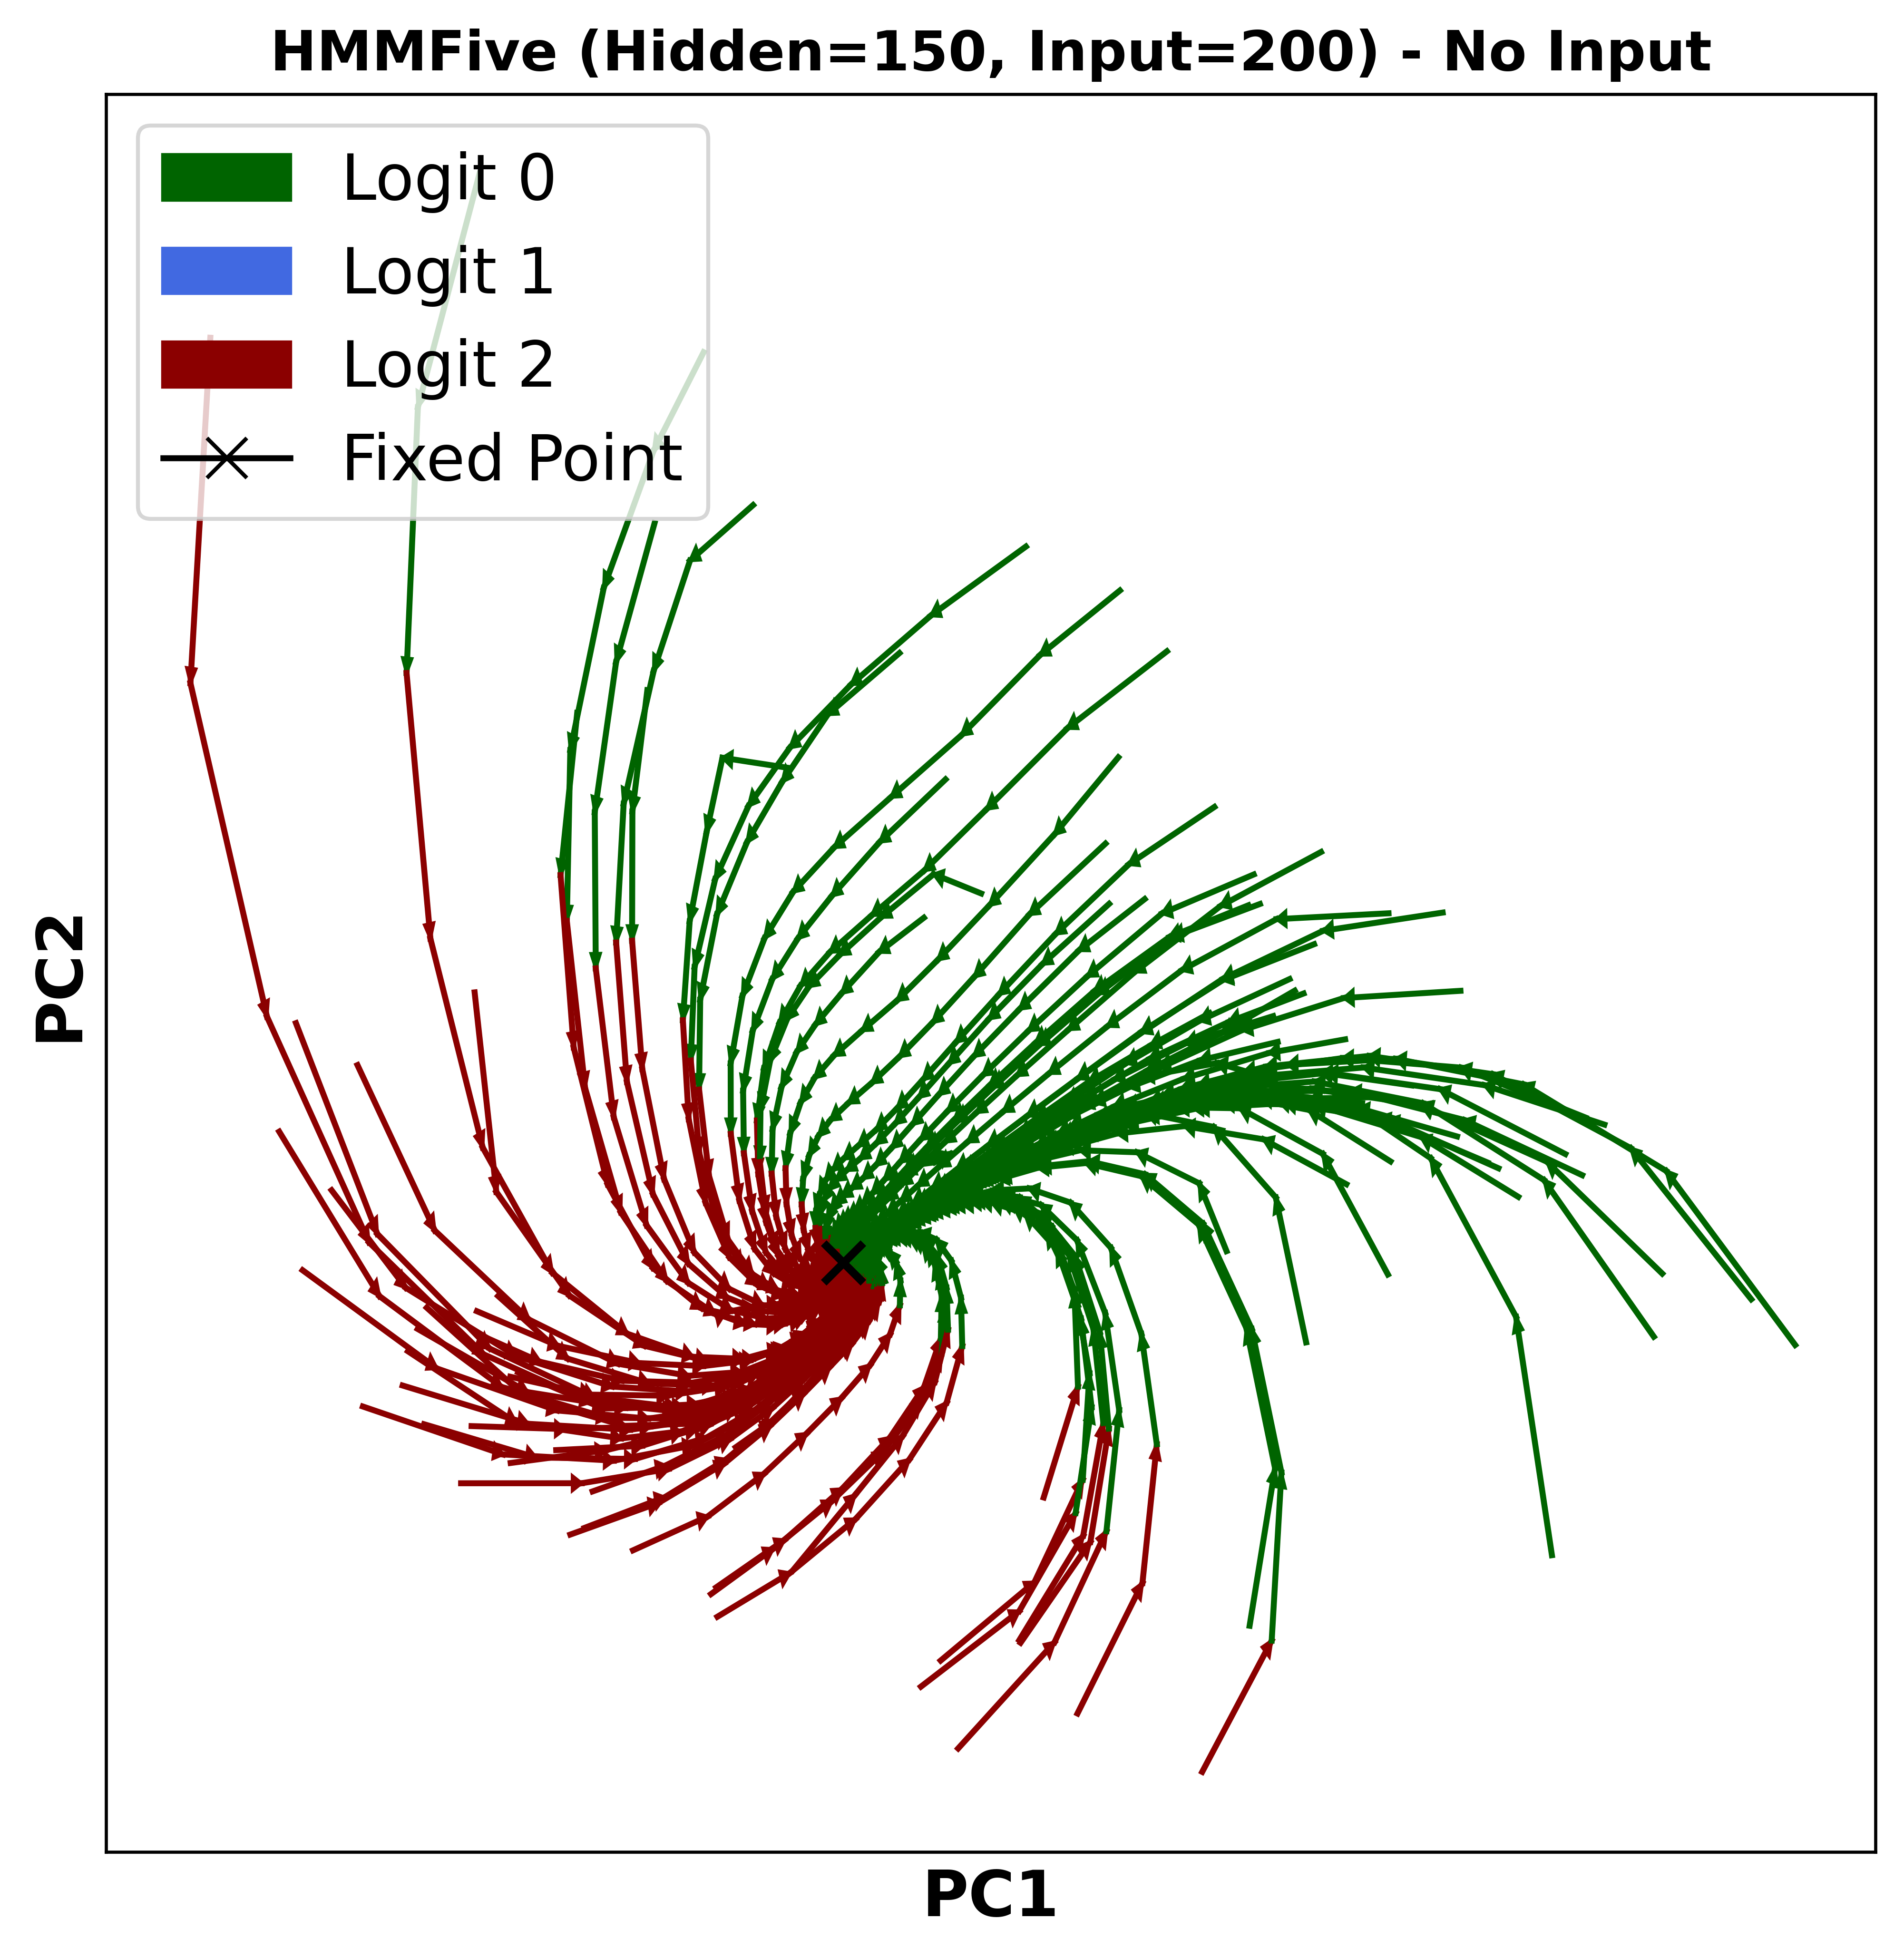 HMMFive (Hidden=150, Input=200) - No Input
Logit 0
Logit 1
Logit 2
Fixed Point
PC2
PC1